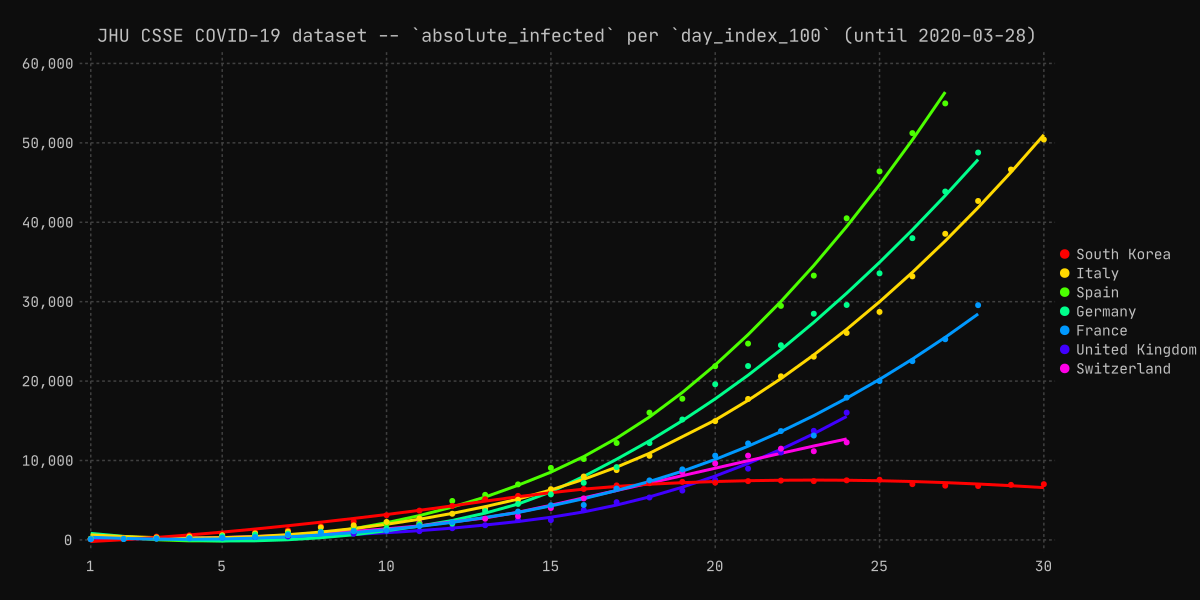 JHU CSSE COVID-19 dataset -- `absolute_infected` per `day_index_100` (until 2020-03-28)
60,000
50,000
40,000
30,000
20,000
10,000
0
1 5 10 15 20 25 30
South Korea
Italy
Spain
Germany
France
United Kingdom
Switzerland